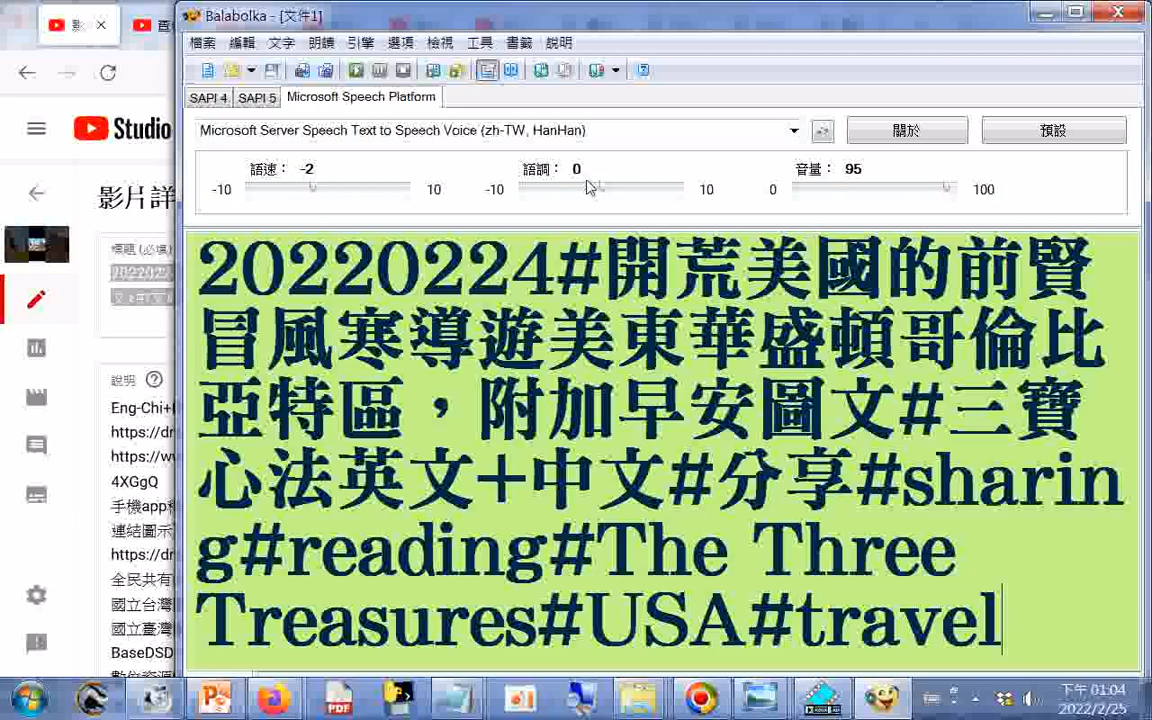 影
Balabolka - [文件1]
檔案 編輯 文字 朗讀 引擎 選項 檢視 工具 書籤 說明
SAPI 4 SAPI 5 Microsoft Speech Platform
Studio
Microsoft Server Speech Text to Speech Voice (zh-TW, HanHan)
關於 預設
語速： -2 語調： 0 音量： 95
-10 10 -10 10 0 100
影片詳
標題 (必填)
20220224#開荒美國的前賢
冒風寒導遊美東華盛頓哥倫比
亞特區，附加早安圖文#三寶
心法英文+中文#分享#sharin
g#reading#The Three
Treasures#USA#travel
說明
Eng-Chi+
https://dr
https://w
4XGgQ
手機app
連結圖示
https://dr
全民共有
國立台灣
國立臺灣
BaseDSD
下午 01:04
2022/2/25